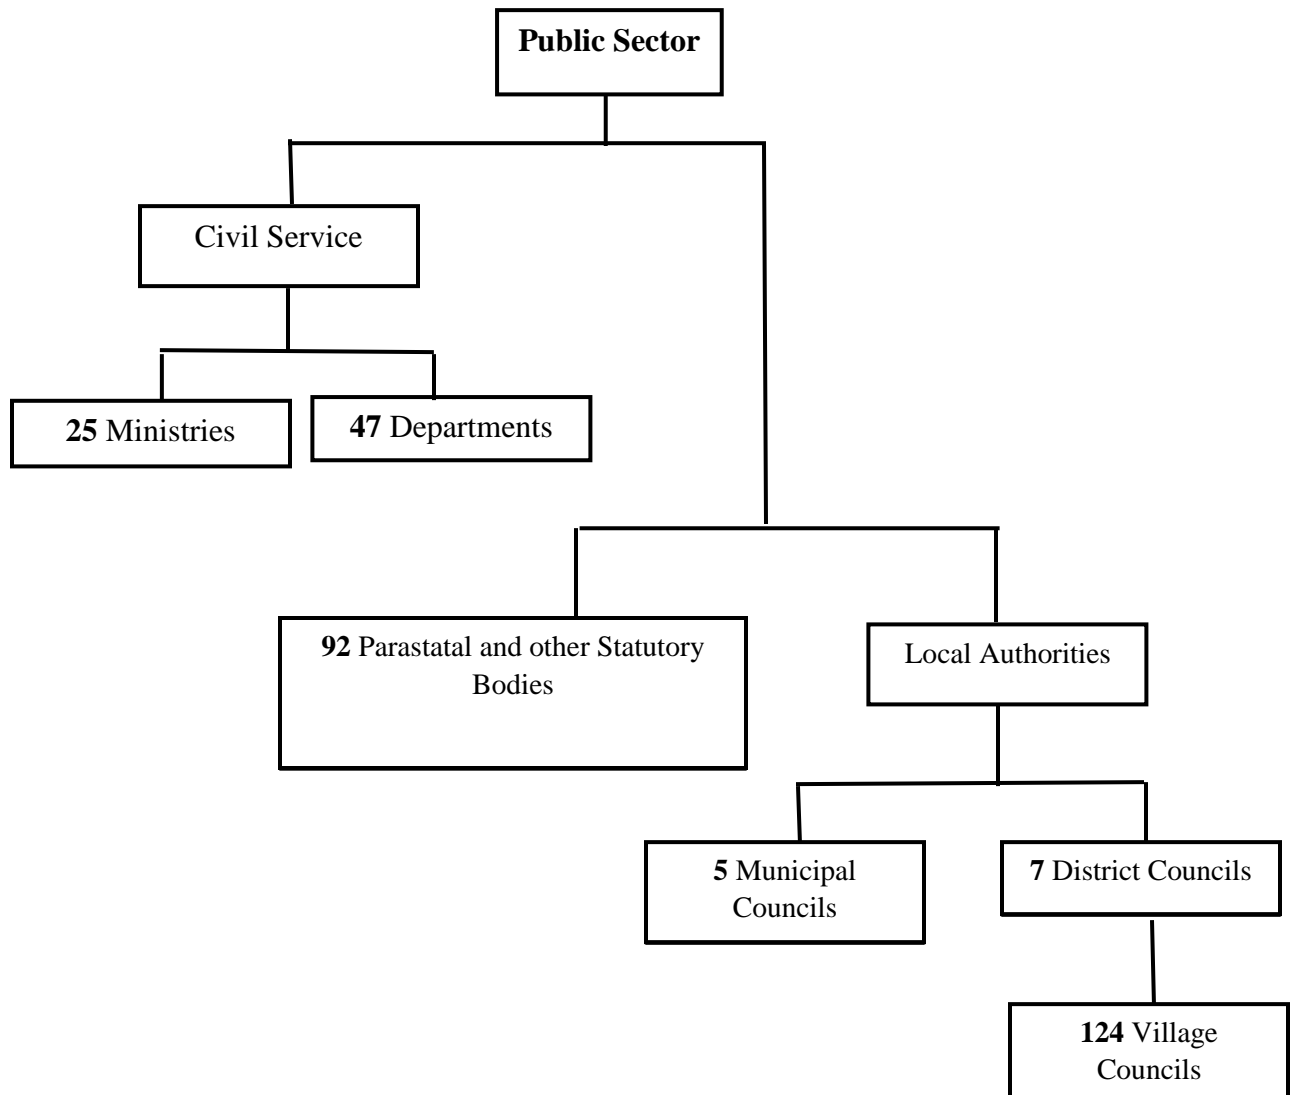 Public Sector
Civil Service
25 Ministries
47 Departments
92 Parastatal and other Statutory
Bodies
Local Authorities
5 Municipal
Councils
7 District Councils
124 Village
Councils